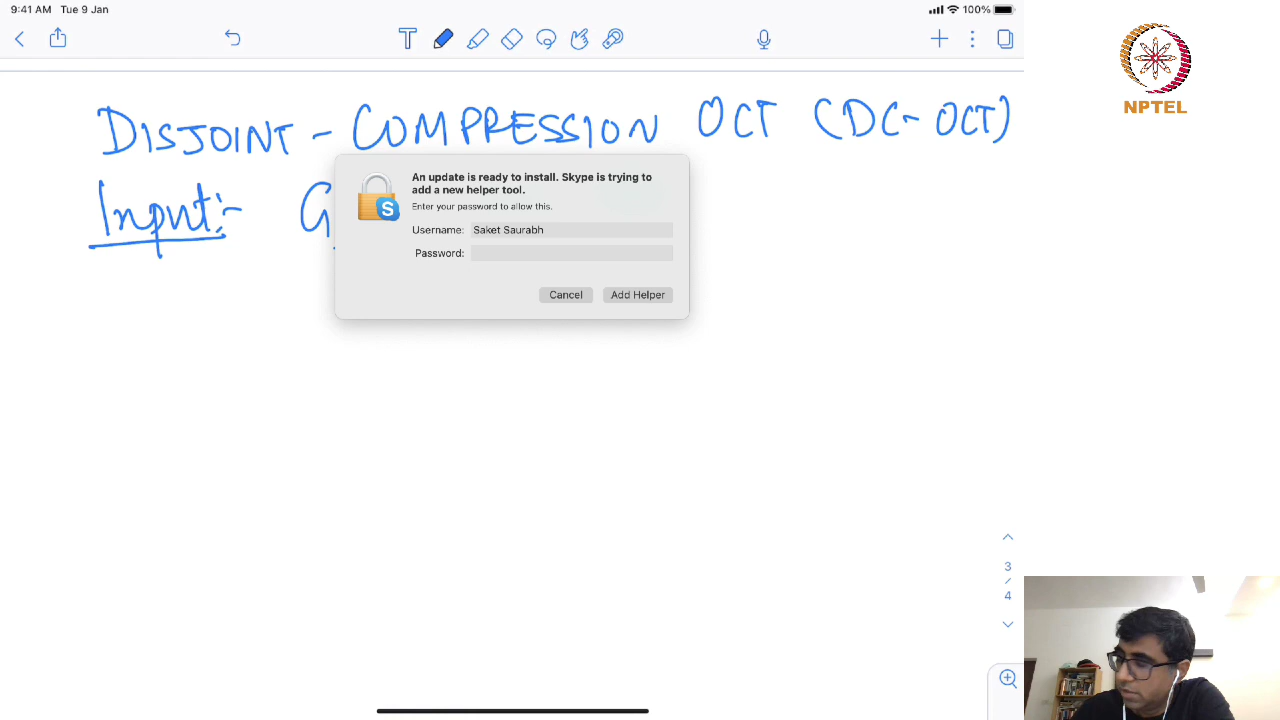 9:41 AM Tue 9 Jan
100%
NPTEL
DISJOINT - COMPRESSION OCT (DC- OCT)
Input:- G
An update is ready to install. Skype is trying to
add a new helper tool.
Enter your password to allow this.
Username: Saket Saurabh
Password:
Cancel Add Helper
3
/
4